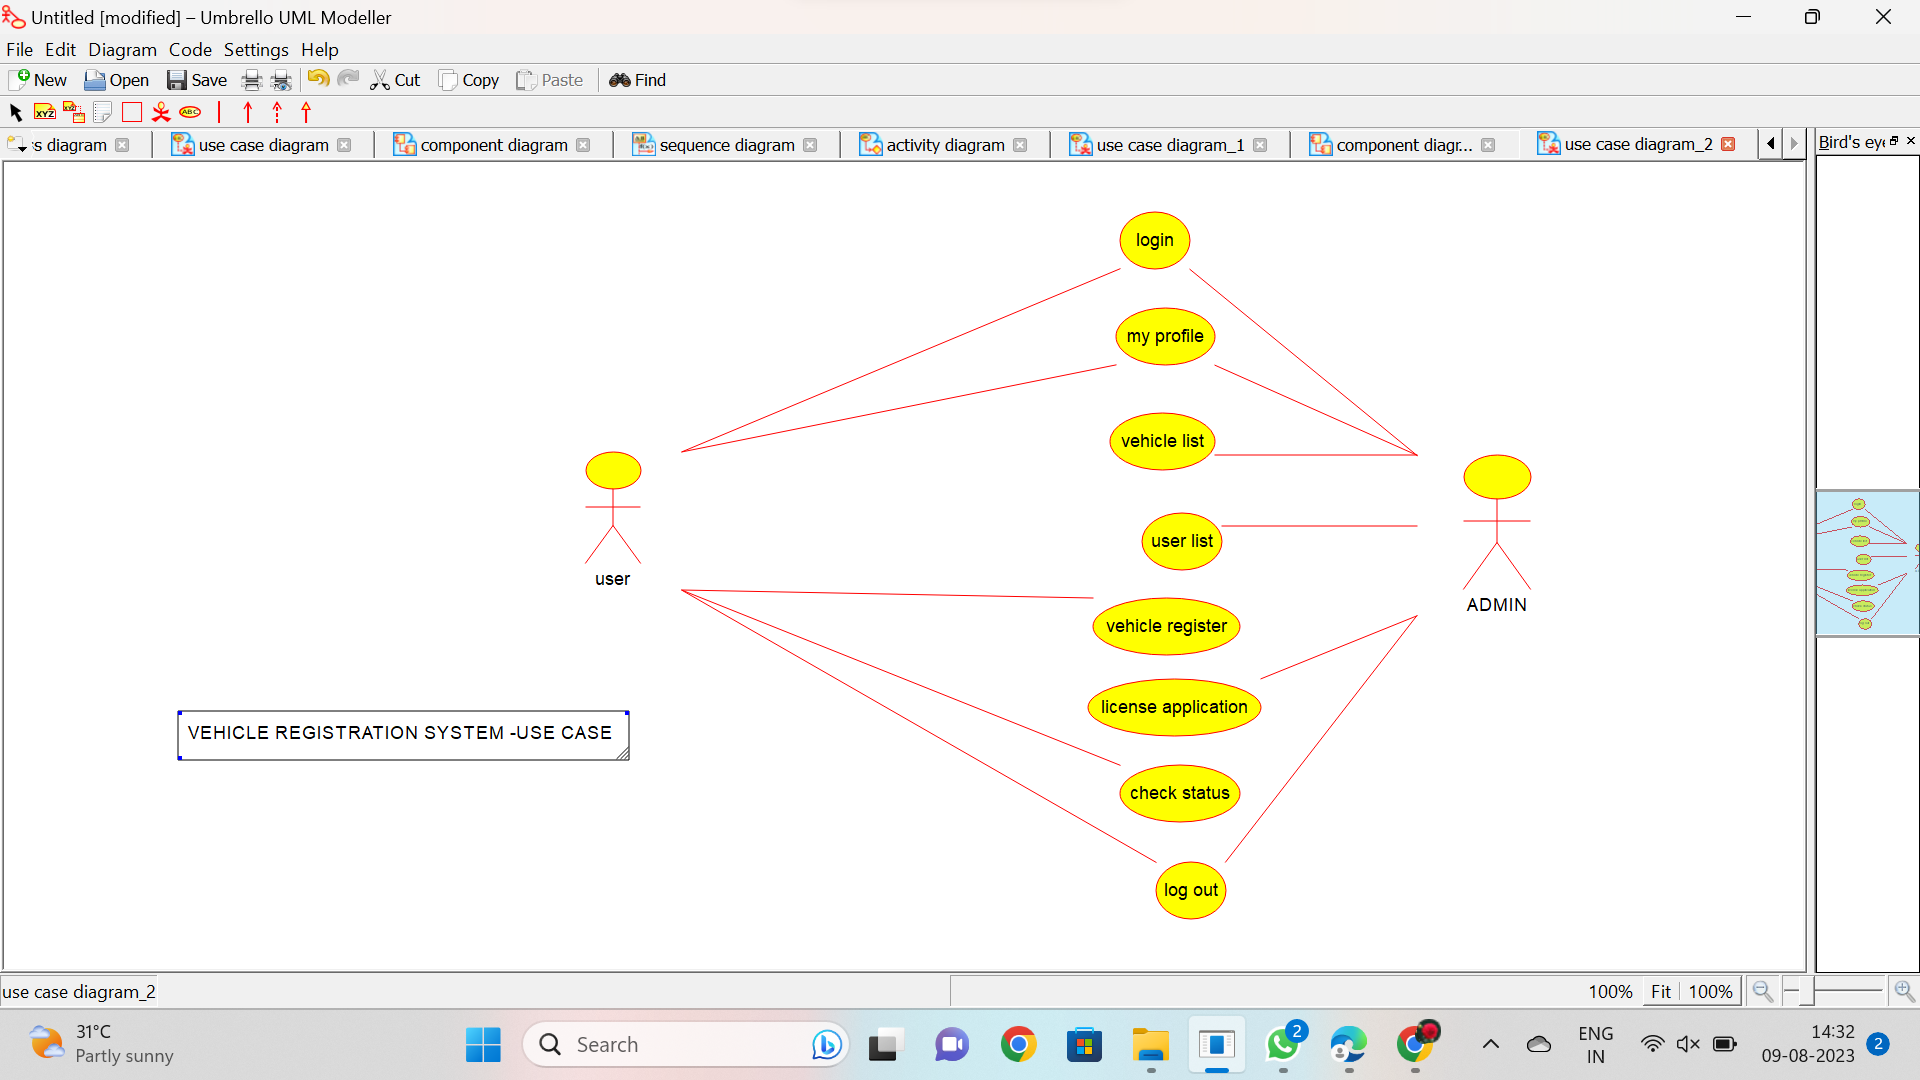 Untitled [modified] – Umbrello UML Modeller
File Edit Diagram Code Settings Help
New Open Save Cut Copy Paste Find
XYZ XYZ ABC
s diagram use case diagram component diagram sequence diagram activity diagram use case diagram_1 component diagr... use case diagram_2 Bird's eye
login
my profile
vehicle list
user list
user
ADMIN
vehicle register
license application
VEHICLE REGISTRATION SYSTEM -USE CASE
check status
log out
use case diagram_2 100% Fit 100%
31°C
Partly sunny
Search
2
ENG
IN
14:32
09-08-2023
2